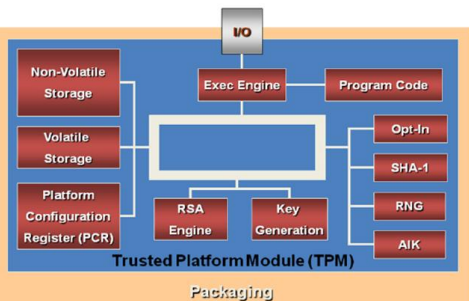 I/O
Non-Volatile
Storage
Exec Engine
Program Code
Volatile
Storage
Opt-In
SHA-1
Platform
Configuration
Register (PCR)
RSA
Engine
Key
Generation
RNG
AIK
Trusted Platform Module (TPM)
Packaging